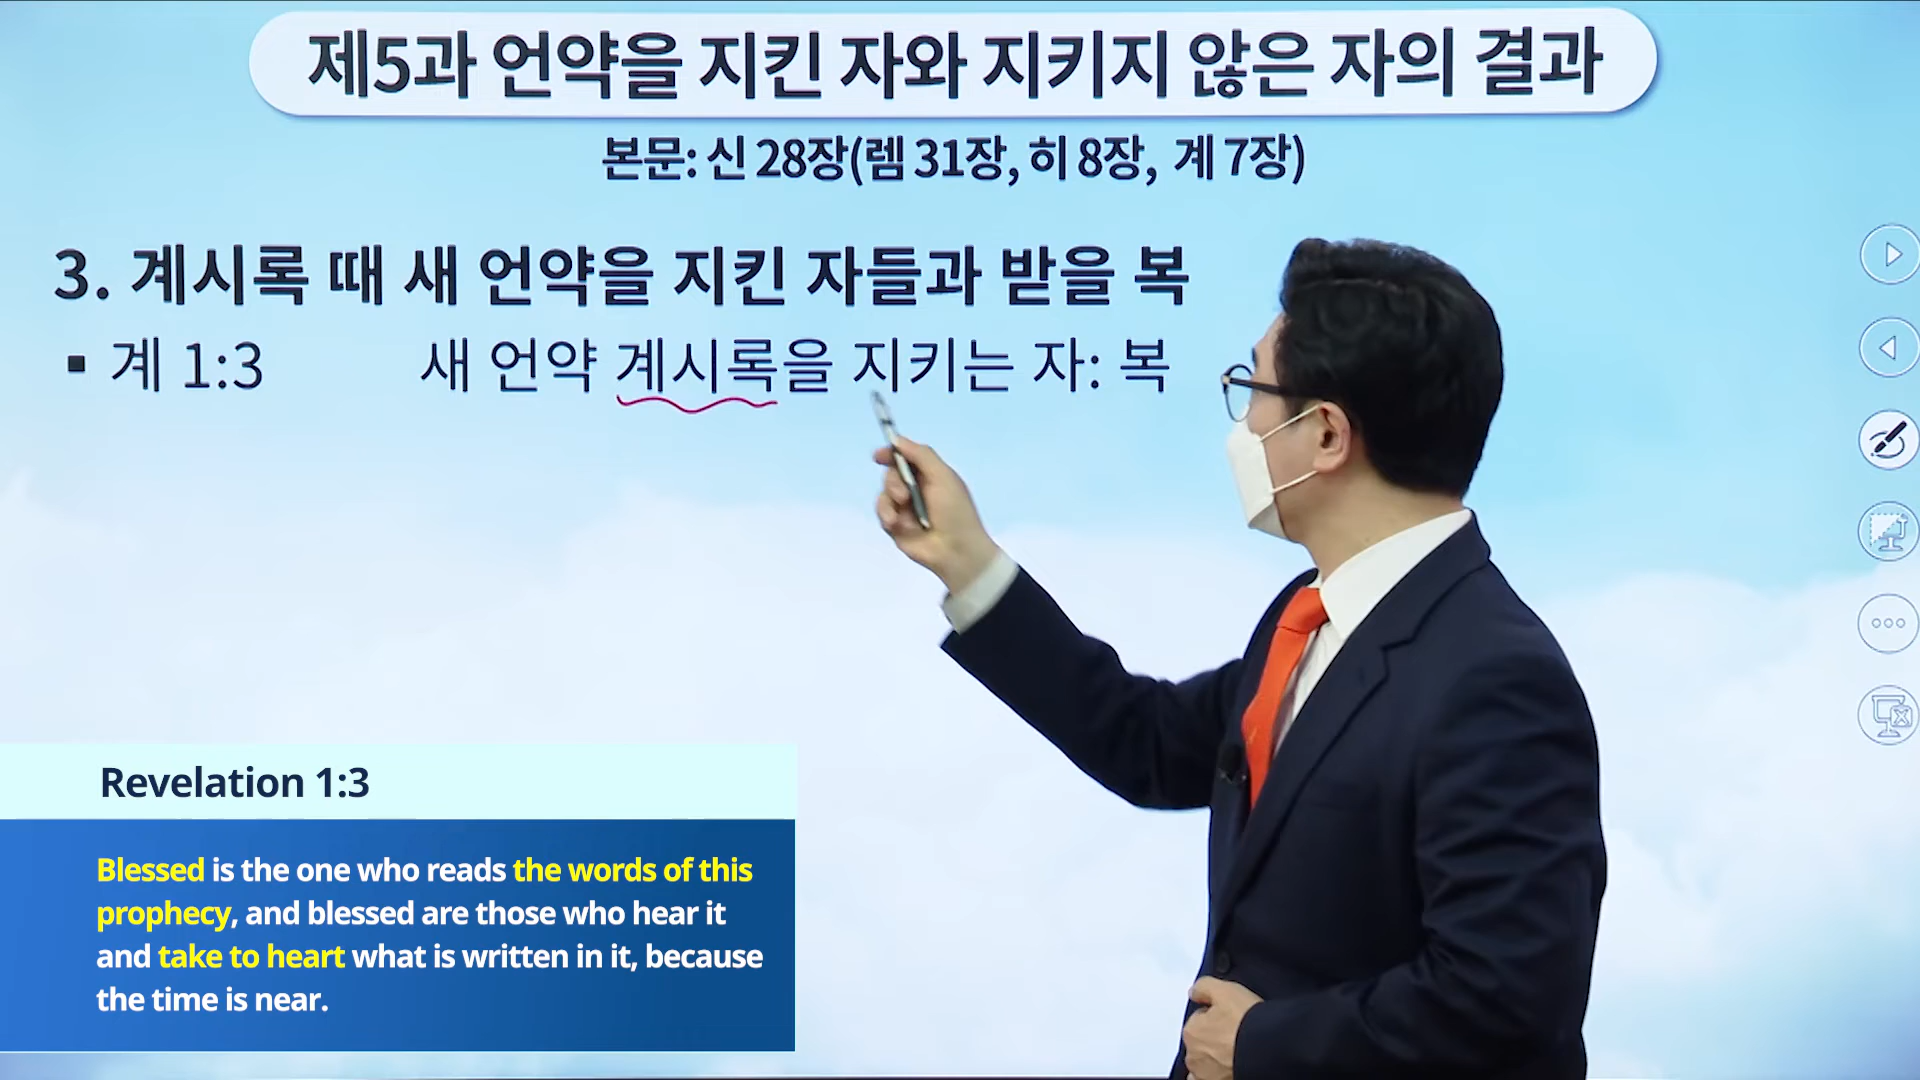 제5과 언약을 지킨 자와 지키지 않은 자의 결과
본문: 신 28장(렘 31장, 히 8장, 계 7장)
3. 계시록 때 새 언약을 지킨 자들과 받을 복
▪ 계 1:3 새 언약 계시록을 지키는 자: 복
Revelation 1:3
Blessed is the one who reads the words of this
prophecy, and blessed are those who hear it
and take to heart what is written in it, because
the time is near.